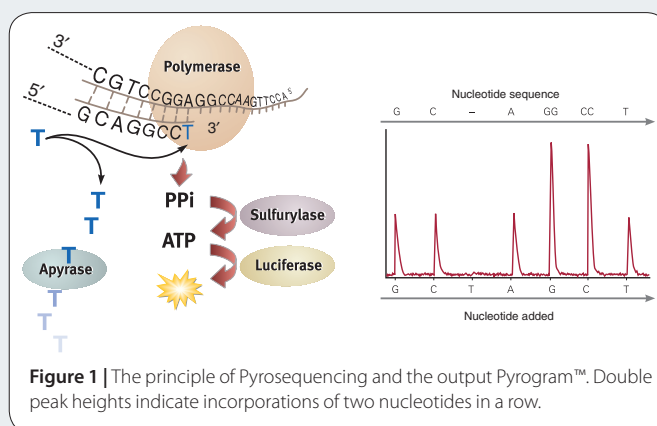 3′
5′
CGTCCGGAGGCCAAGTTCCA 5
GCAGGCCT 3′
Polymerase
T
T
T
T
Apyrase
T
T
T
PPi
Sulfurylase
ATP
Luciferase
Nucleotide sequence
G C – A GG CC T
G C T A G C T
Nucleotide added
Figure 1 | The principle of Pyrosequencing and the output Pyrogram™. Double
peak heights indicate incorporations of two nucleotides in a row.